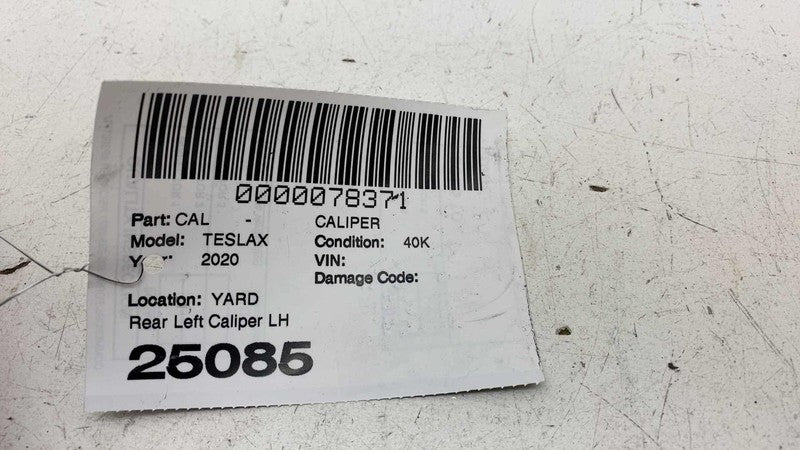 0000078371
Part: CAL - CALIPER
Model: TESLAX Condition: 40K
Year: 2020 VIN:
Damage Code:
Location: YARD
Rear Left Caliper LH
25085